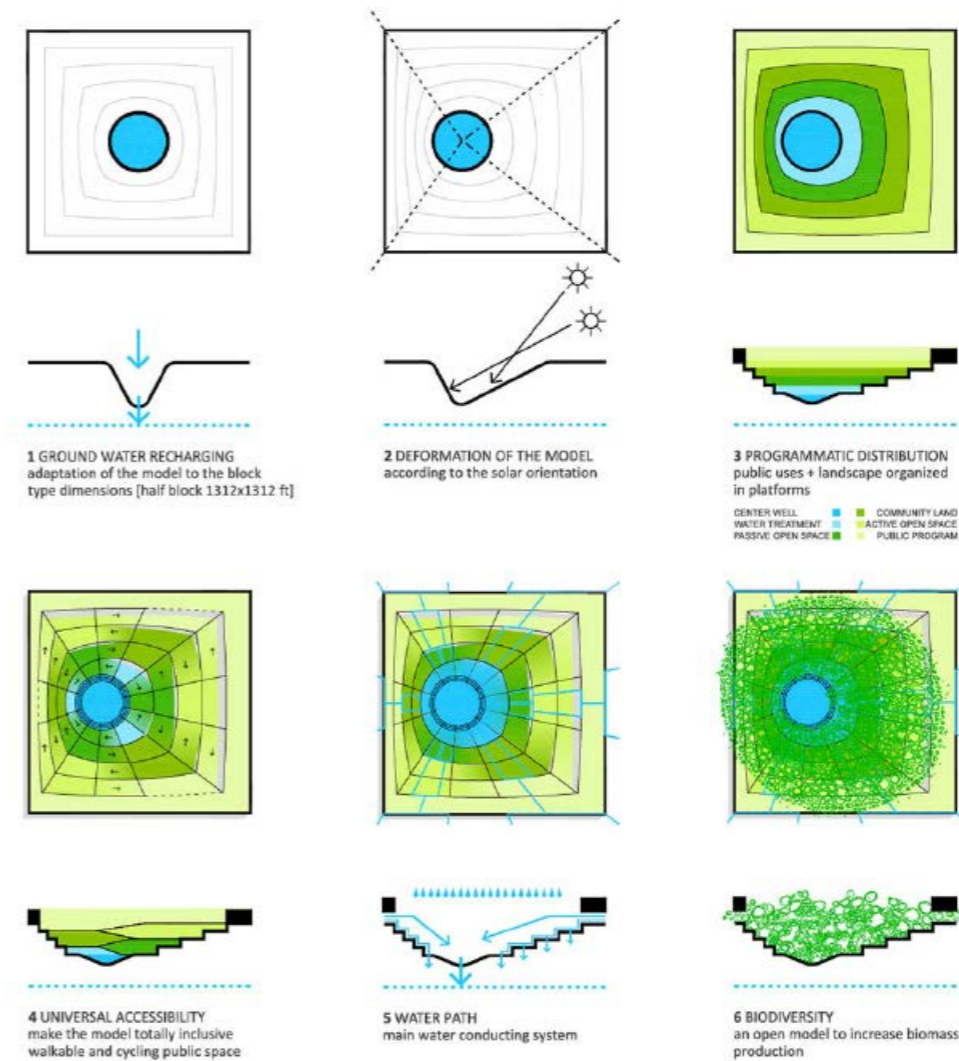 1 GROUND WATER RECHARGING
adaptation of the model to the block
type dimensions [half block 1312x1312 ft]
2 DEFORMATION OF THE MODEL
according to the solar orientation
3 PROGRAMMATIC DISTRIBUTION
public uses + landscape organized
in platforms
CENTER WELL
WATER TREATMENT
PASSIVE OPEN SPACE
COMMUNITY LAND
ACTIVE OPEN SPACE
PUBLIC PROGRAM
4 UNIVERSAL ACCESSIBILITY
make the model totally inclusive
walkable and cycling public space
5 WATER PATH
main water conducting system
6 BIODIVERSITY
an open model to increase biomass
production